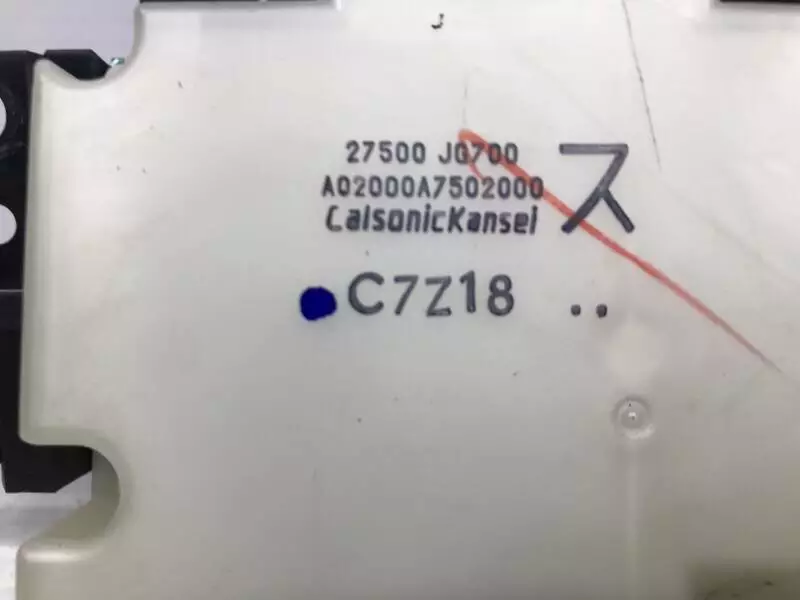 27500 JG700
A02000A7502000
CalsonicKansei
ス
C7Z18 ..